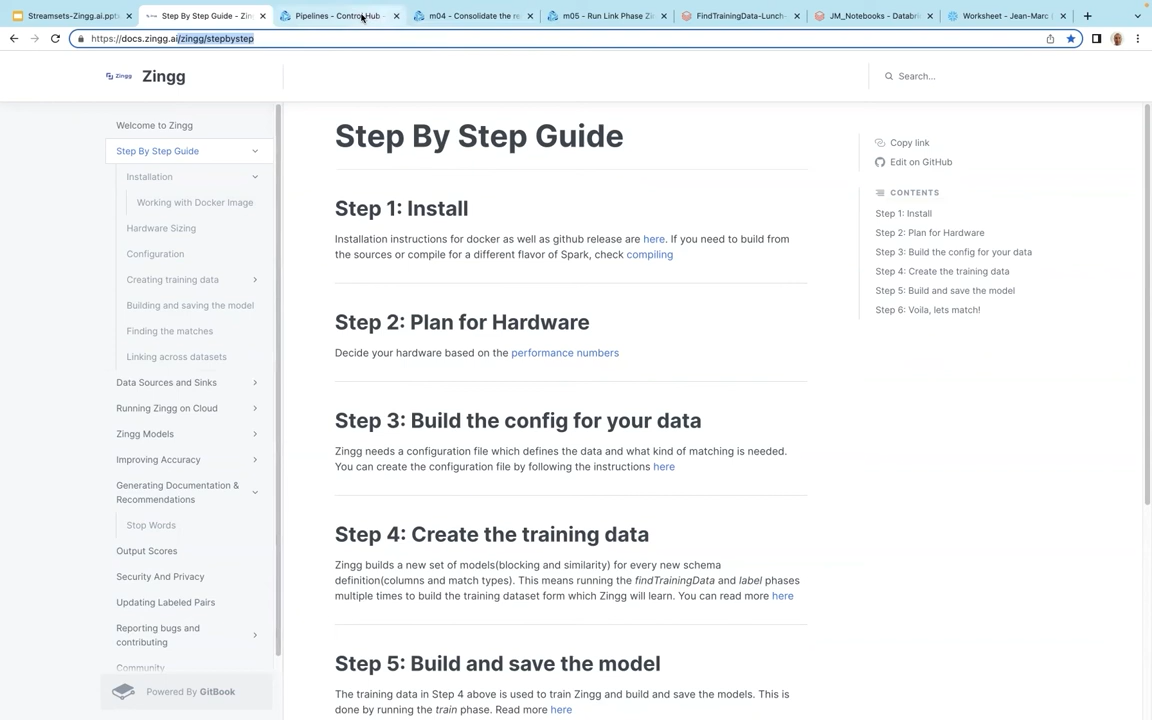 Streamsets-Zingg.ai.ppt
Step By Step Guide - Zin
Pipelines - Control Hub -
m04 - Consolidate the re
m05 - Run Link Phase Zi
FindTrainingData-Lunch-
JM_Notebooks - Databri
Worksheet - Jean-Marc
https://docs.zingg.ai/zingg/stepbystep
Zingg
Zingg
Search...
Welcome to Zingg
Step By Step Guide
Installation
Working with Docker Image
Hardware Sizing
Configuration
Creating training data
Building and saving the model
Finding the matches
Linking across datasets
Data Sources and Sinks
Running Zingg on Cloud
Zingg Models
Improving Accuracy
Generating Documentation &
Recommendations
Stop Words
Output Scores
Security And Privacy
Updating Labeled Pairs
Reporting bugs and
contributing
Community
Powered By GitBook
Step By Step Guide
Step 1: Install
Installation instructions for docker as well as github release are here. If you need to build from
the sources or compile for a different flavor of Spark, check compiling
Step 2: Plan for Hardware
Decide your hardware based on the performance numbers
Step 3: Build the config for your data
Zingg needs a configuration file which defines the data and what kind of matching is needed.
You can create the configuration file by following the instructions here
Step 4: Create the training data
Zingg builds a new set of models(blocking and similarity) for every new schema
definition(columns and match types). This means running the findTrainingData and label phases
multiple times to build the training dataset form which Zingg will learn. You can read more here
Step 5: Build and save the model
The training data in Step 4 above is used to train Zingg and build and save the models. This is
done by running the train phase. Read more here
Copy link
Edit on GitHub
CONTENTS
Step 1: Install
Step 2: Plan for Hardware
Step 3: Build the config for your data
Step 4: Create the training data
Step 5: Build and save the model
Step 6: Voila, lets match!